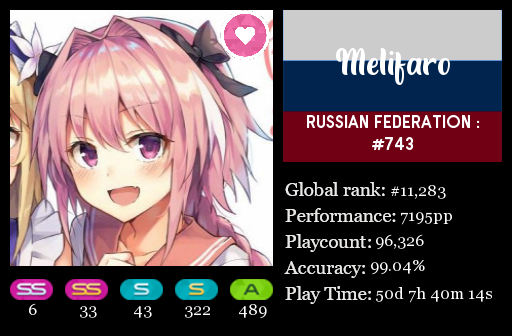 Melifaro
RUSSIAN FEDERATION :
#743
Global rank: #11,283
Performance: 7195pp
Playcount: 96,326
Accuracy: 99.04%
Play Time: 50d 7h 40m 14s
SS SS S S A
6 33 43 322 489